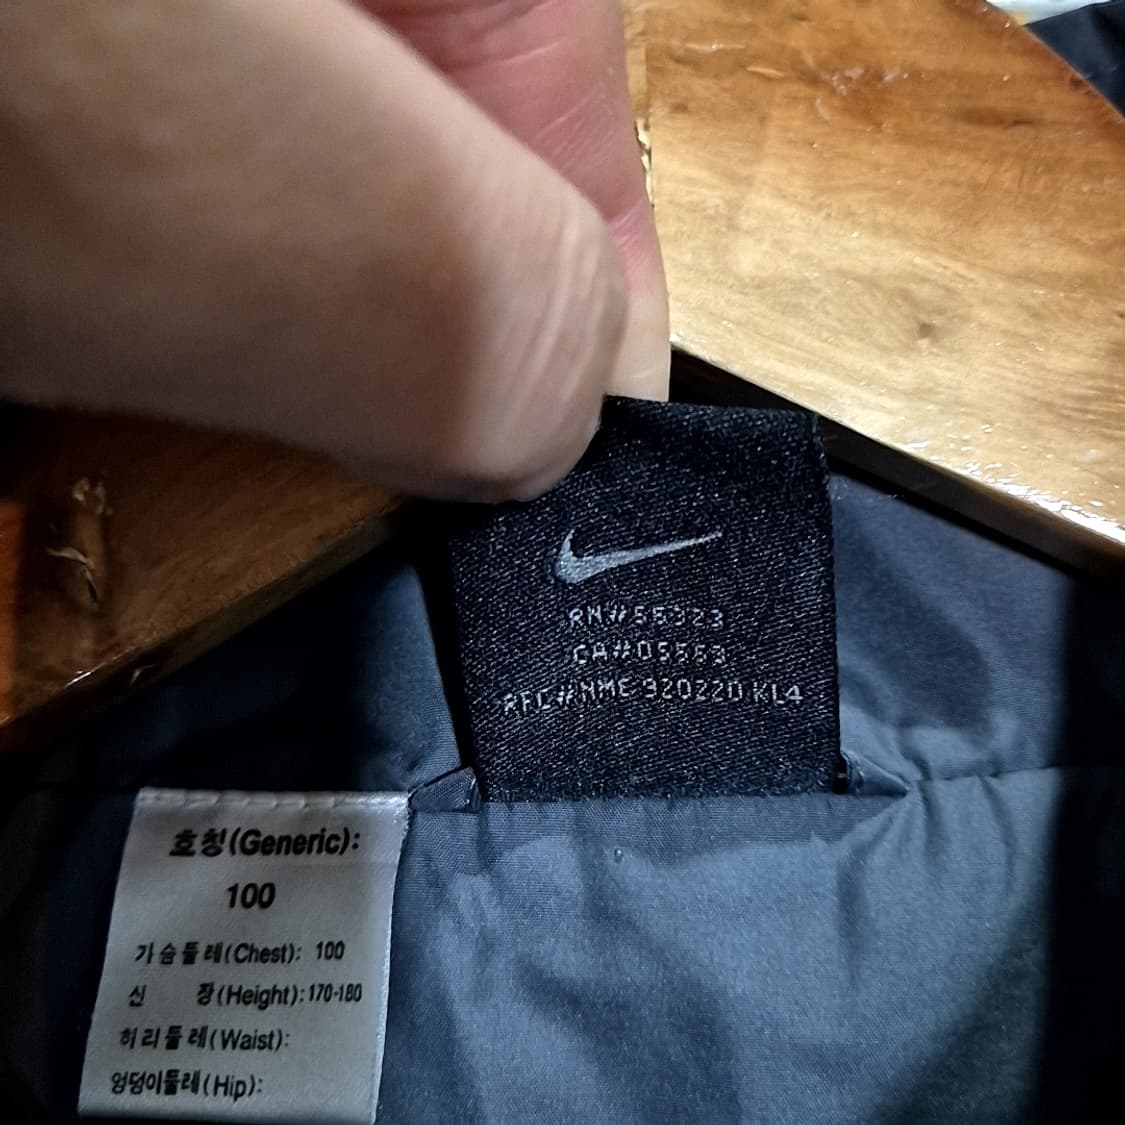 RN#56323
CA#05553
RFC#NME 920220 KL4
호칭(Generic):
100
가슴둘레(Chest): 100
신 장(Height):170-180
허리둘레(Waist):
엉덩이둘레(Hip):